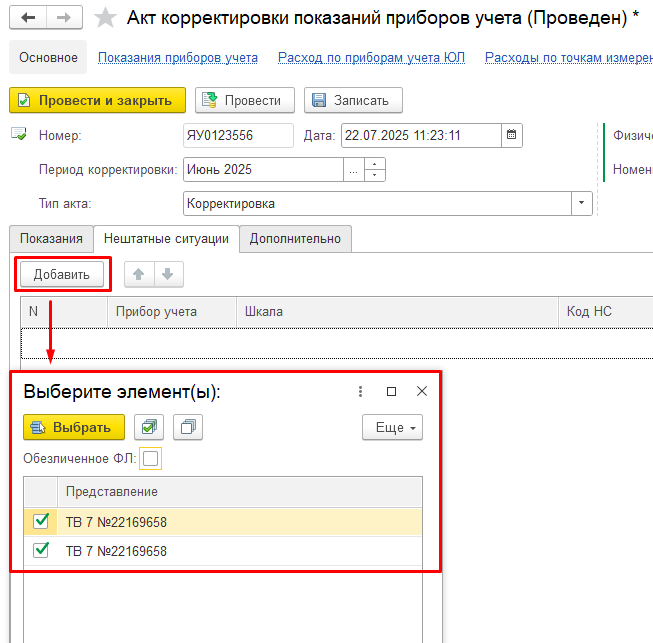 Акт корректировки показаний приборов учета (Проведен) *
Основное Показания приборов учета Расход по приборам учета ЮЛ Расходы по точкам измерен
Провести и закрыть Провести Записать
Номер: ЯУ0123556 Дата: 22.07.2025 11:23:11 Физиче
Период корректировки: Июнь 2025 ... Номен
Тип акта: Корректировка
Показания Нештатные ситуации Дополнительно
Добавить
N Прибор учета Шкала Код НС
Выберите элемент(ы):
Выбрать Еще
Обезличенное ФЛ:
Представление
ТВ 7 №22169658
ТВ 7 №22169658